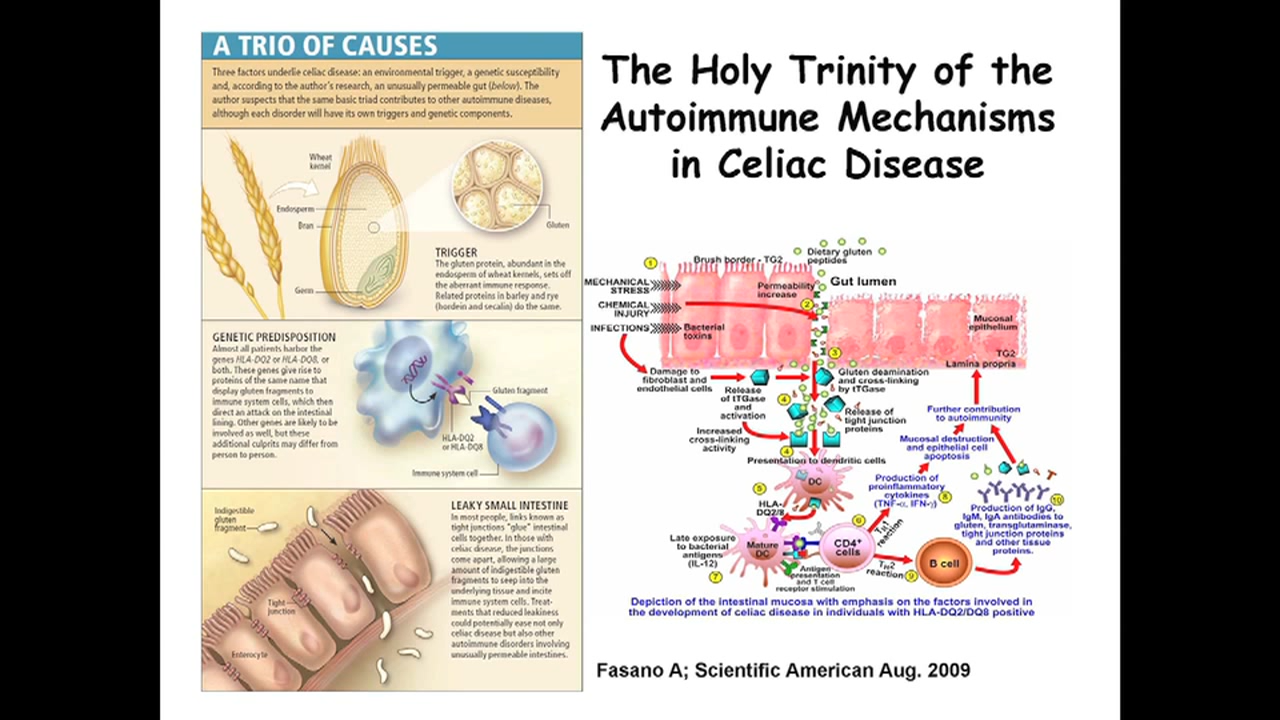 A TRIO OF CAUSES
Three factors underlie celiac disease: an environmental trigger, a genetic susceptibility
and, according to the author's research, an unusually permeable gut (below). The
author suspects that the same basic triad contributes to other autoimmune diseases,
although each disorder will have its own triggers and genetic components.
Wheat
kernel
Endosperm
Bran
Germ
Gluten
TRIGGER
The gluten protein, abundant in the
endosperm of wheat kernels, sets off
the aberrant immune response.
Related proteins in barley and rye
(hordein and secalin) do the same.
GENETIC PREDISPOSITION
Almost all patients harbor the
genes HLA-DQ2 or HLA-DQ8, or
both. These genes give rise to
proteins of the same name that
display gluten fragments to
immune system cells, which then
direct an attack on the intestinal
lining. Other genes are likely to be
involved as well, but these
additional culprits may differ from
person to person.
Gluten fragment
HLA-DQ2
or HLA-DQ8
Immune system cell
LEAKY SMALL INTESTINE
In most people, links known as
tight junctions "glue" intestinal
cells together. In those with
celiac disease, the junctions
come apart, allowing a large
amount of indigestible gluten
fragments to seep into the
underlying tissue and incite
immune system cells. Treat-
ments that reduced leakiness
could potentially ease not only
celiac disease but also other
autoimmune disorders involving
unusually permeable intestines.
Indigestible
gluten
fragment
Tight
junction
Enterocyte
The Holy Trinity of the
Autoimmune Mechanisms
in Celiac Disease
1
Brush border - TG2
Dietary gluten
peptides
MECHANICAL
STRESS
CHEMICAL
INJURY
INFECTIONS
Bacterial
toxins
Permeability
increase
2
Gut lumen
Mucosal
epithelium
TG2
Lamina propria
3
Damage to
fibroblast and
endothelial cells
Release
of tTGase
and
activation
Gluten deamination
and cross-linking
by tTGase
4
Release of
tight junction
proteins
Increased
cross-linking
activity
4
Presentation to dendritic cells
DC
5
HLA-
DQ2/8
Late exposure
to bacterial
antigens
(IL-12)
7
Mature
DC
6
CD4+
cells
Antigen
presentation
and T cell
receptor stimulation
TH1
reaction
TH2
reaction
9
B cell
Production of
proinflammatory
cytokines
(TNF-α, IFN-γ)
8
Mucosal destruction
and epithelial cell
apoptosis
Further contribution
to autoimmunity
10
Production of IgG,
IgM, IgA antibodies to
gluten, transglutaminase,
tight junction proteins
and other tissue
proteins.
Depiction of the intestinal mucosa with emphasis on the factors involved in
the development of celiac disease in individuals with HLA-DQ2/DQ8 positive
Fasano A; Scientific American Aug. 2009